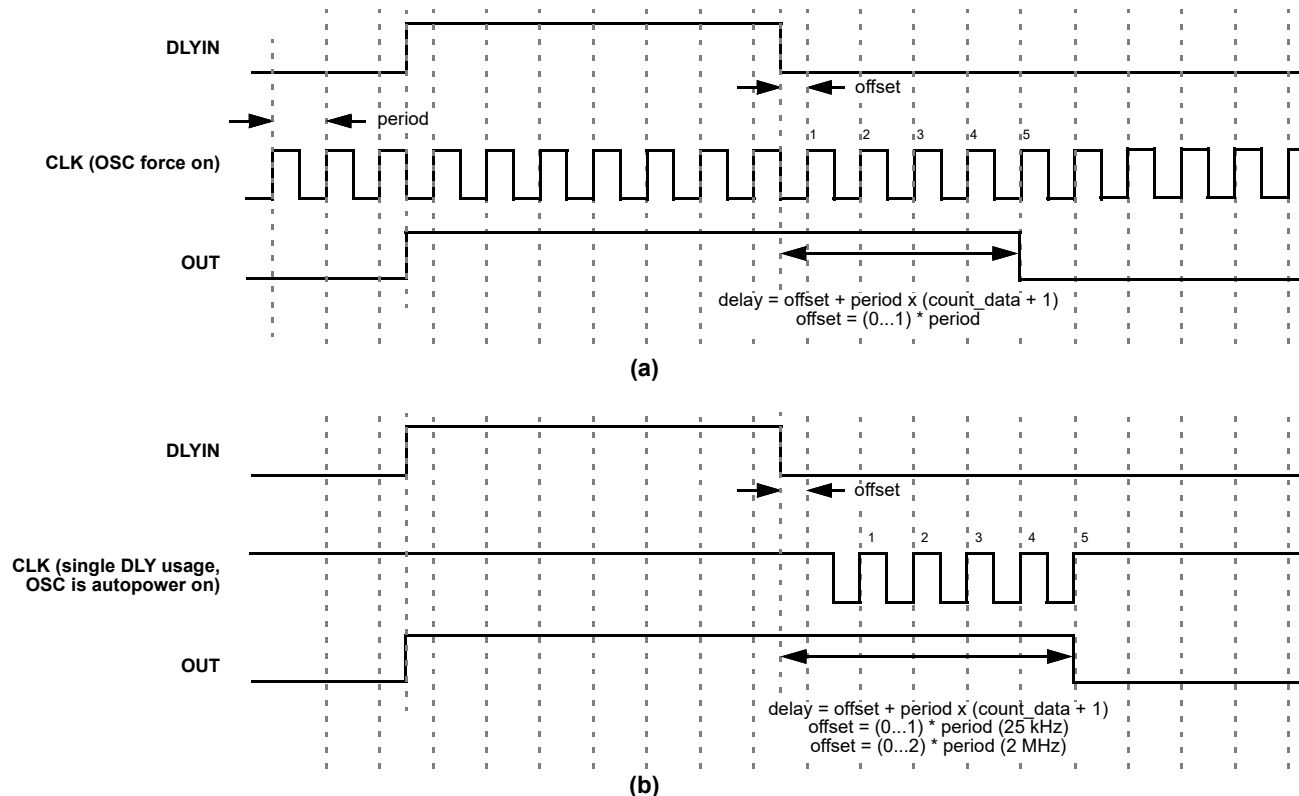 DLYIN
offset
period
CLK (OSC force on)
1 2 3 4 5
OUT
delay = offset + period x (count_data + 1)
offset = (0...1) * period
(a)
DLYIN
offset
CLK (single DLY usage,
OSC is autopower on)
1 2 3 4 5
OUT
delay = offset + period x (count_data + 1)
offset = (0...1) * period (25 kHz)
offset = (0...2) * period (2 MHz)
(b)